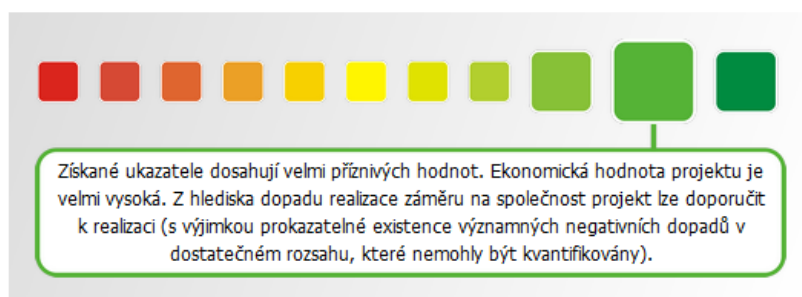 Získané ukazatele dosahují velmi příznivých hodnot. Ekonomická hodnota projektu je
velmi vysoká. Z hlediska dopadu realizace záměru na společnost projekt lze doporučit
k realizaci (s výjimkou prokazatelné existence významných negativních dopadů v
dostatečném rozsahu, které nemohly být kvantifikovány).